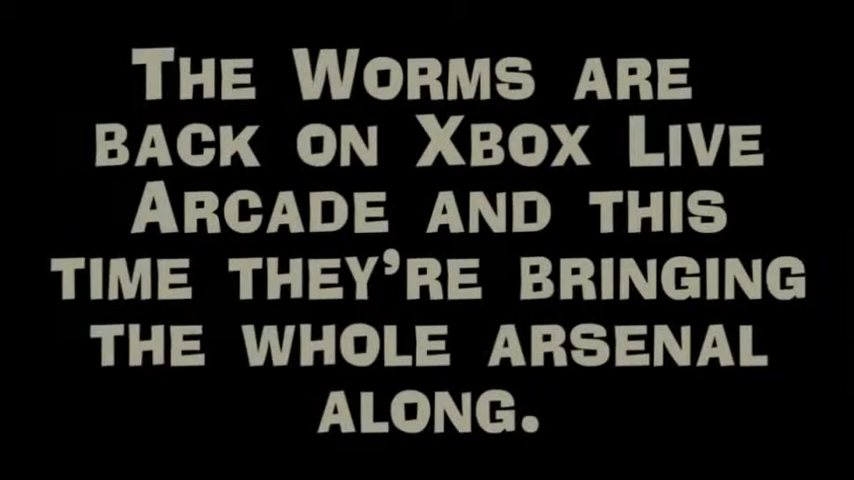 The Worms are
back on Xbox Live
Arcade and this
time they're bringing
the whole arsenal
along.